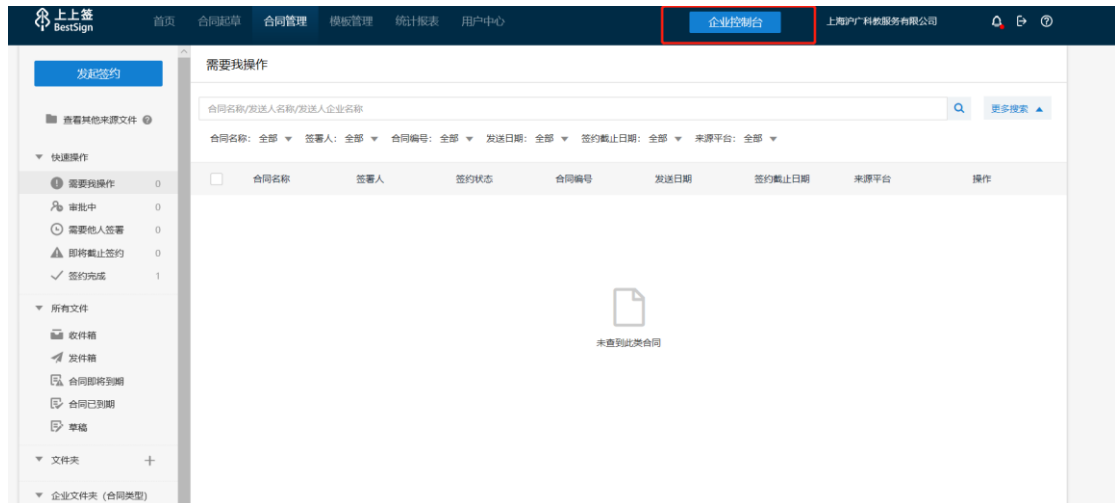 上上签 首页 合同起草 合同管理 模板管理 统计报表 用户中心 企业控制台 上海沪广科教服务有限公司
BestSign
发起签约
需要我操作
合同名称/发送人名称/发送人企业名称 更多搜索
查看其他来源文件
合同名称: 全部 签署人: 全部 合同编号: 全部 发送日期: 全部 签约截止日期: 全部 来源平台: 全部
快速操作
合同名称 签署人 签约状态 合同编号 发送日期 签约截止日期 来源平台 操作
需要我操作 0
审批中 0
需要他人签署 0
即将截止签约 0
签约完成 1
所有文件
收件箱
未查到此类合同
发件箱
合同即将到期
合同已到期
草稿
文件夹
企业文件夹 (合同类型)